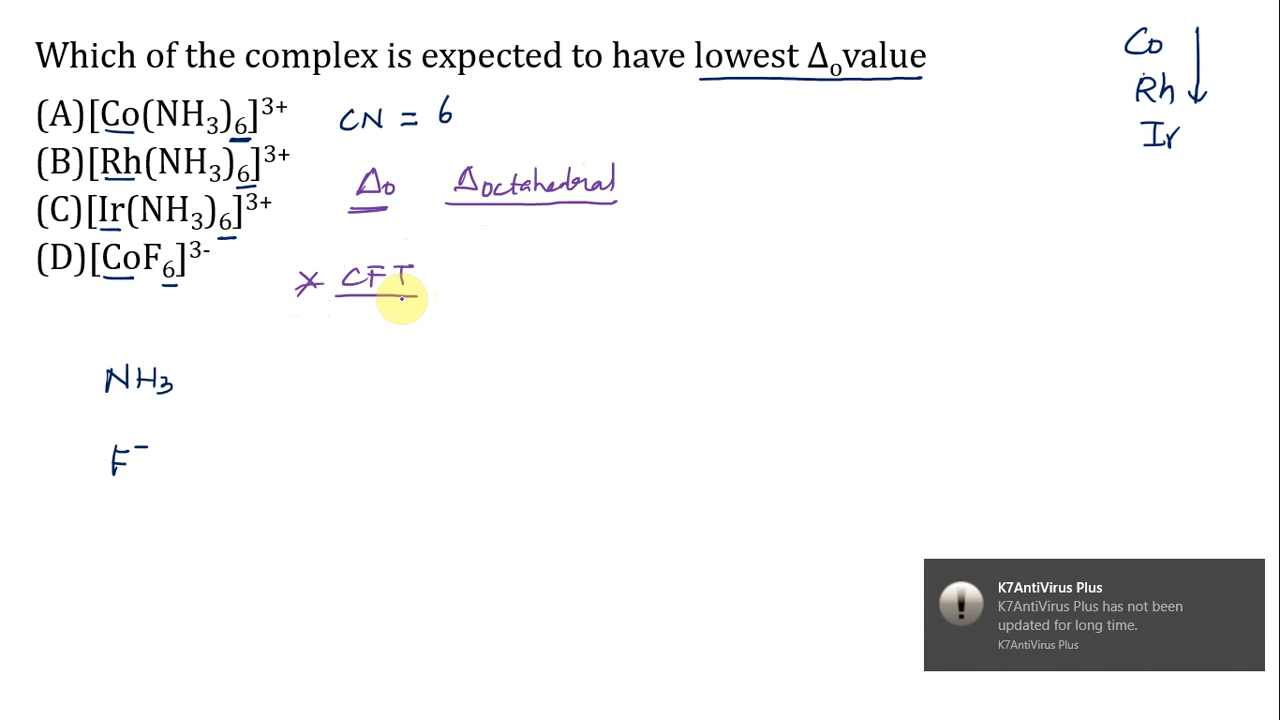 Which of the complex is expected to have lowest Δₒvalue
(A)[Co(NH₃)₆]³⁺
(B)[Rh(NH₃)₆]³⁺
(C)[Ir(NH₃)₆]³⁺
(D)[CoF₆]³⁻
CN = 6
Δₒ Δoctahedral
* CFT
NH₃
F⁻
Co
Rh
Ir
K7AntiVirus Plus
K7AntiVirus Plus has not been
updated for long time.
K7AntiVirus Plus